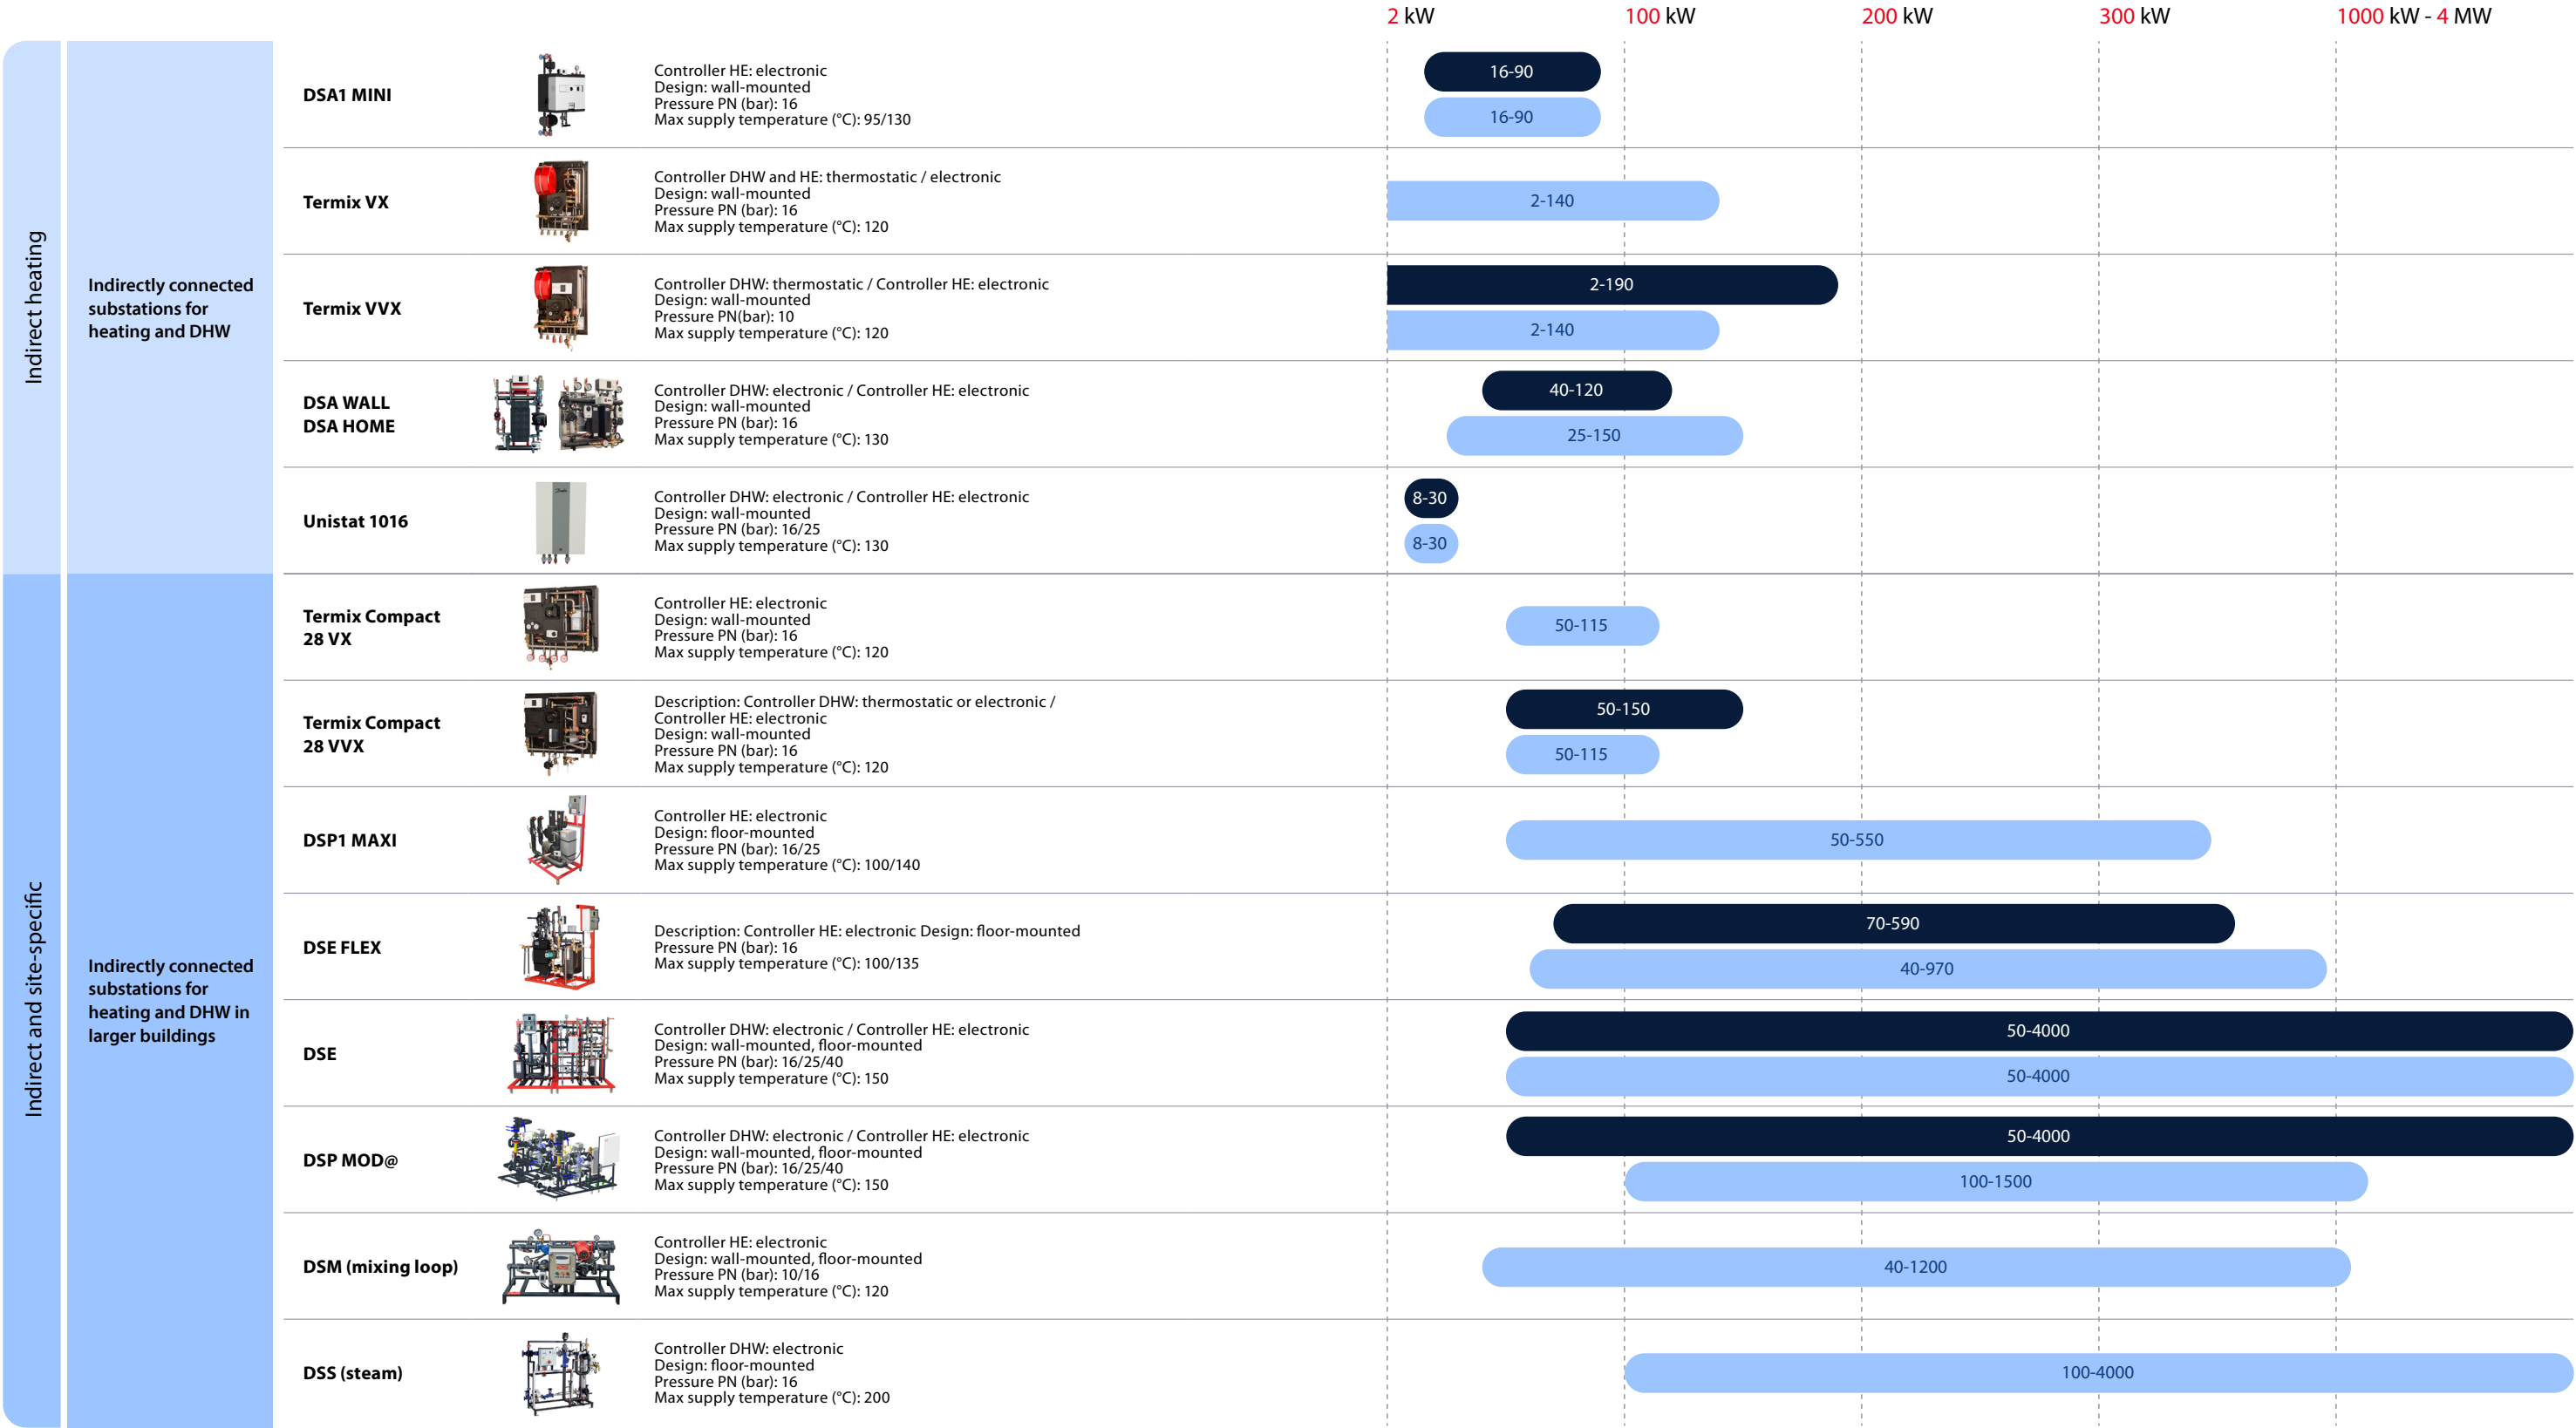 2 kW
100 kW
200 kW
300 kW
1000 kW - 4 MW
Indirect heating
Indirectly connected
substations for
heating and DHW
DSA1 MINI
Controller HE: electronic
Design: wall-mounted
Pressure PN (bar): 16
Max supply temperature (°C): 95/130
16-90
16-90
Termix VX
Controller DHW and HE: thermostatic / electronic
Design: wall-mounted
Pressure PN (bar): 16
Max supply temperature (°C): 120
2-140
Termix VVX
Controller DHW: thermostatic / Controller HE: electronic
Design: wall-mounted
Pressure PN(bar): 10
Max supply temperature (°C): 120
2-190
2-140
DSA WALL
DSA HOME
Controller DHW: electronic / Controller HE: electronic
Design: wall-mounted
Pressure PN (bar): 16
Max supply temperature (°C): 130
40-120
25-150
Unistat 1016
Controller DHW: electronic / Controller HE: electronic
Design: wall-mounted
Pressure PN (bar): 16/25
Max supply temperature (°C): 130
8-30
8-30
Indirect and site-specific
Indirectly connected
substations for
heating and DHW in
larger buildings
Termix Compact
28 VX
Controller HE: electronic
Design: wall-mounted
Pressure PN (bar): 16
Max supply temperature (°C): 120
50-115
Termix Compact
28 VVX
Description: Controller DHW: thermostatic or electronic /
Controller HE: electronic
Design: wall-mounted
Pressure PN (bar): 16
Max supply temperature (°C): 120
50-150
50-115
DSP1 MAXI
Controller HE: electronic
Design: floor-mounted
Pressure PN (bar): 16/25
Max supply temperature (°C): 100/140
50-550
DSE FLEX
Description: Controller HE: electronic Design: floor-mounted
Pressure PN (bar): 16
Max supply temperature (°C): 100/135
70-590
40-970
DSE
Controller DHW: electronic / Controller HE: electronic
Design: wall-mounted, floor-mounted
Pressure PN (bar): 16/25/40
Max supply temperature (°C): 150
50-4000
50-4000
DSP MOD@
Controller DHW: electronic / Controller HE: electronic
Design: wall-mounted, floor-mounted
Pressure PN (bar): 16/25/40
Max supply temperature (°C): 150
50-4000
100-1500
DSM (mixing loop)
Controller HE: electronic
Design: wall-mounted, floor-mounted
Pressure PN (bar): 10/16
Max supply temperature (°C): 120
40-1200
DSS (steam)
Controller DHW: electronic
Design: floor-mounted
Pressure PN (bar): 16
Max supply temperature (°C): 200
100-4000